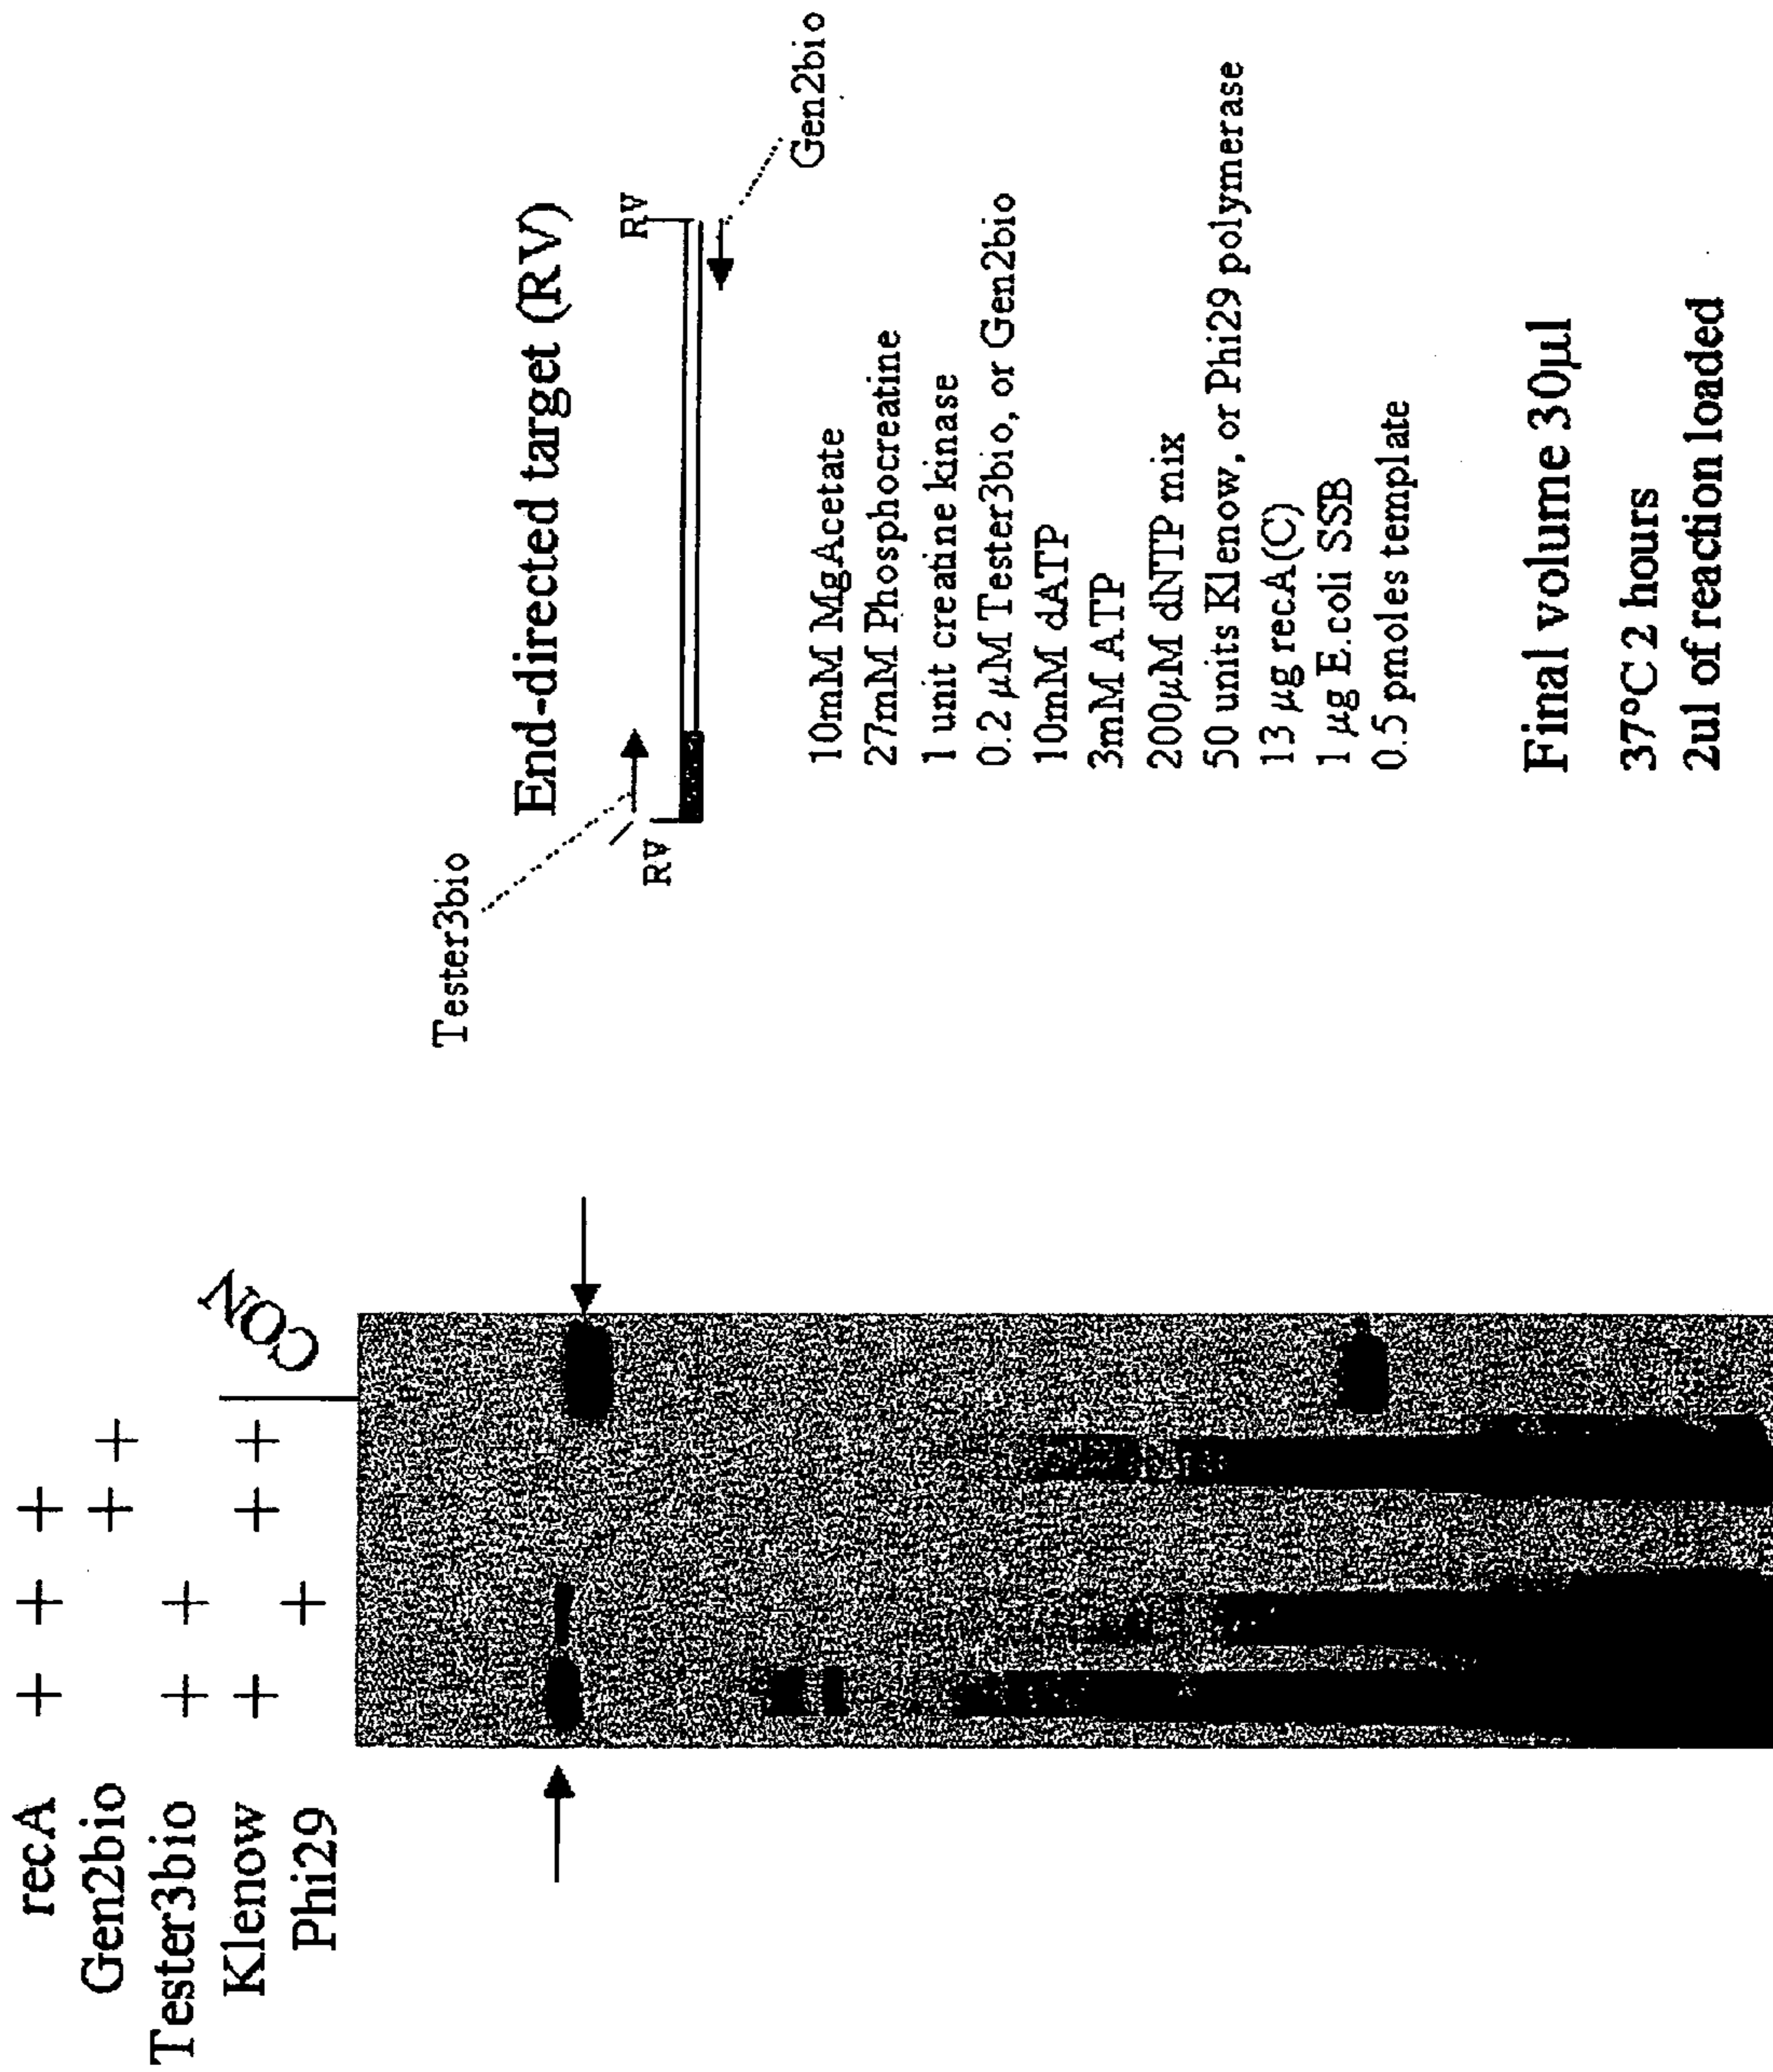 recA + + + +
Gen2bio + +
Tester3bio + +
Klenow + + +
Phi29 +
CON
End-directed target (RV)
Tester3bio
RV
RV
Gen2bio
10mM MgAcetate
27mM Phosphocreatine
1 unit creatine kinase
0.2 µM Tester3bio, or Gen2bio
10mM dATP
3mM ATP
200µM dNTP mix
50 units Klenow, or Phi29 polymerase
13 µg recA(C)
1 µg E.coli SSB
0.5 pmoles template
Final volume 30µl
37°C 2 hours
2ul of reaction loaded